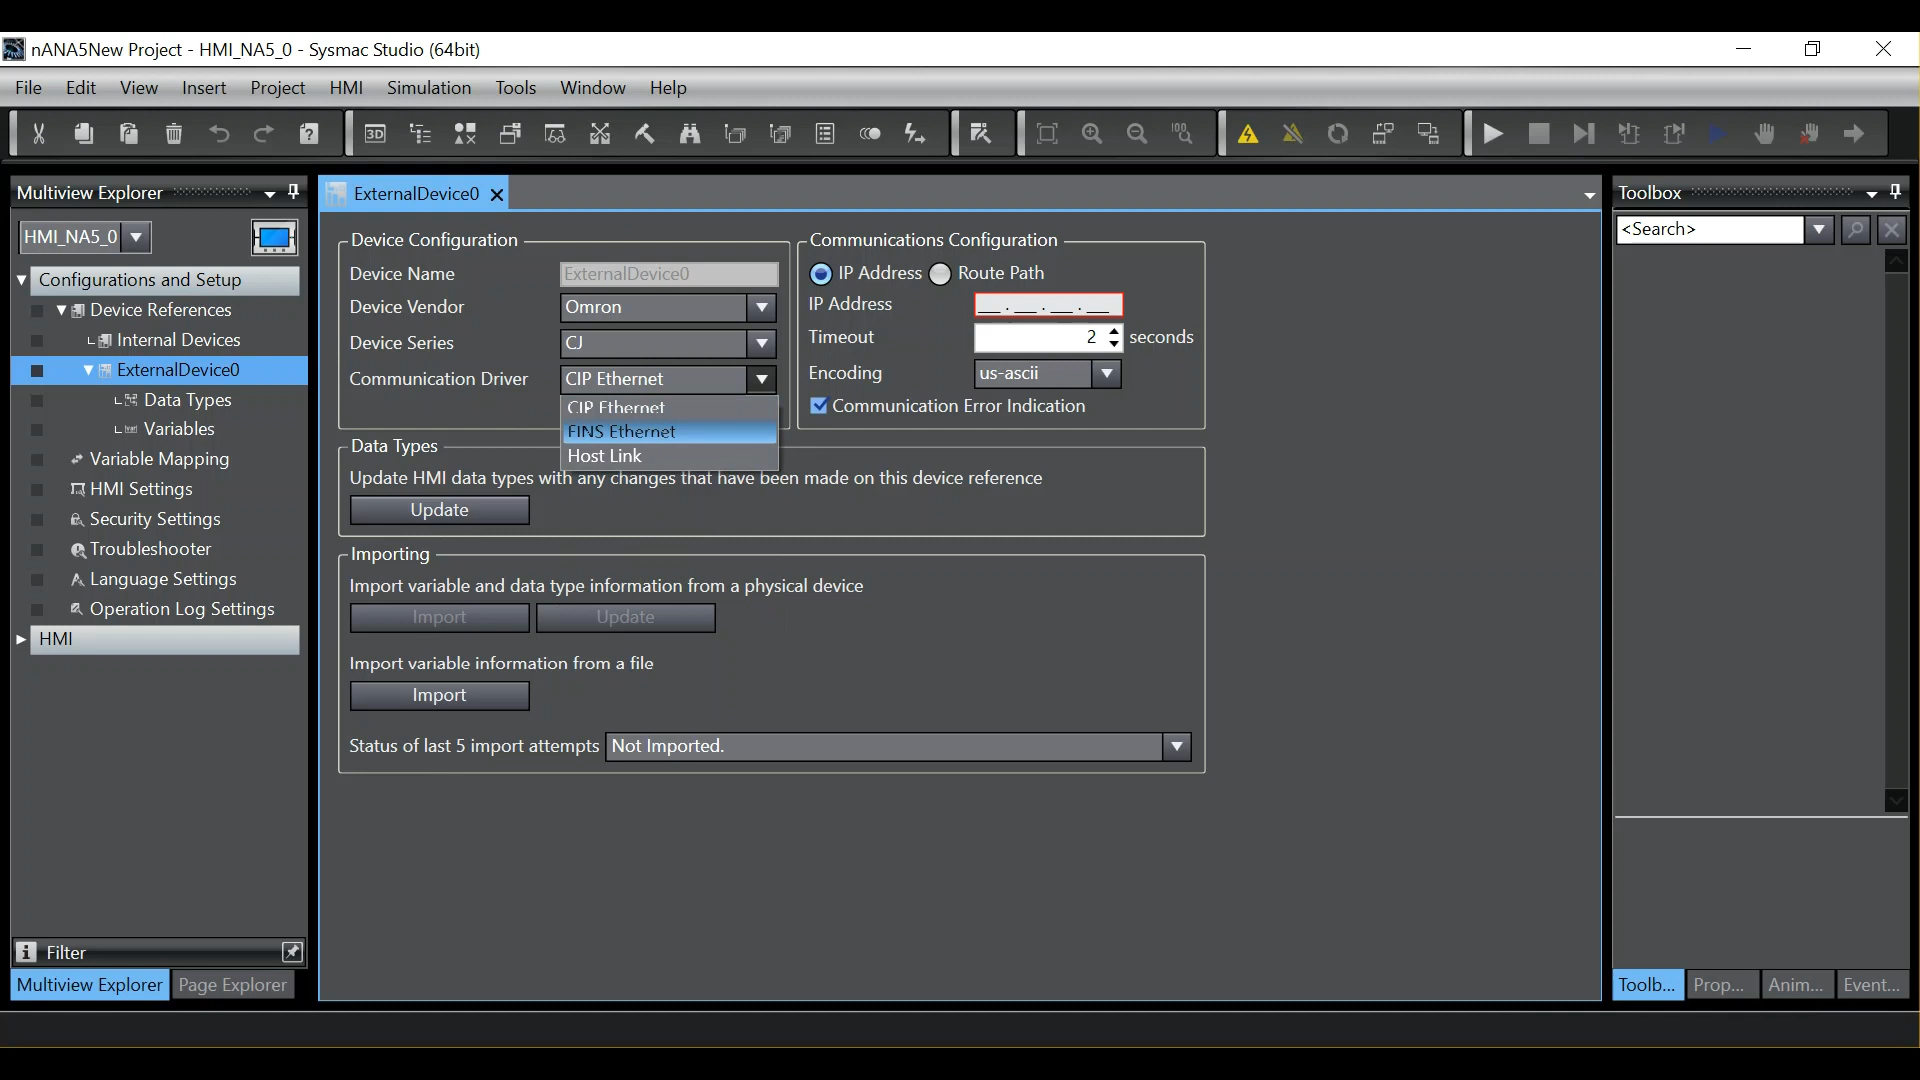 nANA5New Project - HMI_NA5_0 - Sysmac Studio (64bit)
File Edit View Insert Project HMI Simulation Tools Window Help
3D
100
Multiview Explorer
HMI_NA5_0
Configurations and Setup
Device References
Internal Devices
ExternalDevice0
Data Types
Variables
Variable Mapping
HMI Settings
Security Settings
Troubleshooter
Language Settings
Operation Log Settings
HMI
Filter
Multiview Explorer Page Explorer
ExternalDevice0
Device Configuration
Device Name ExternalDevice0
Device Vendor Omron
Device Series CJ
Communication Driver CIP Ethernet
CIP Ethernet
FINS Ethernet
Host Link
Communications Configuration
IP Address Route Path
IP Address __ . __ . __ . __
Timeout 2 seconds
Encoding us-ascii
Communication Error Indication
Data Types
Update HMI data types with any changes that have been made on this device reference
Update
Importing
Import variable and data type information from a physical device
Import Update
Import variable information from a file
Import
Status of last 5 import attempts Not Imported.
Toolbox
<Search>
Toolb... Prop... Anim... Event...